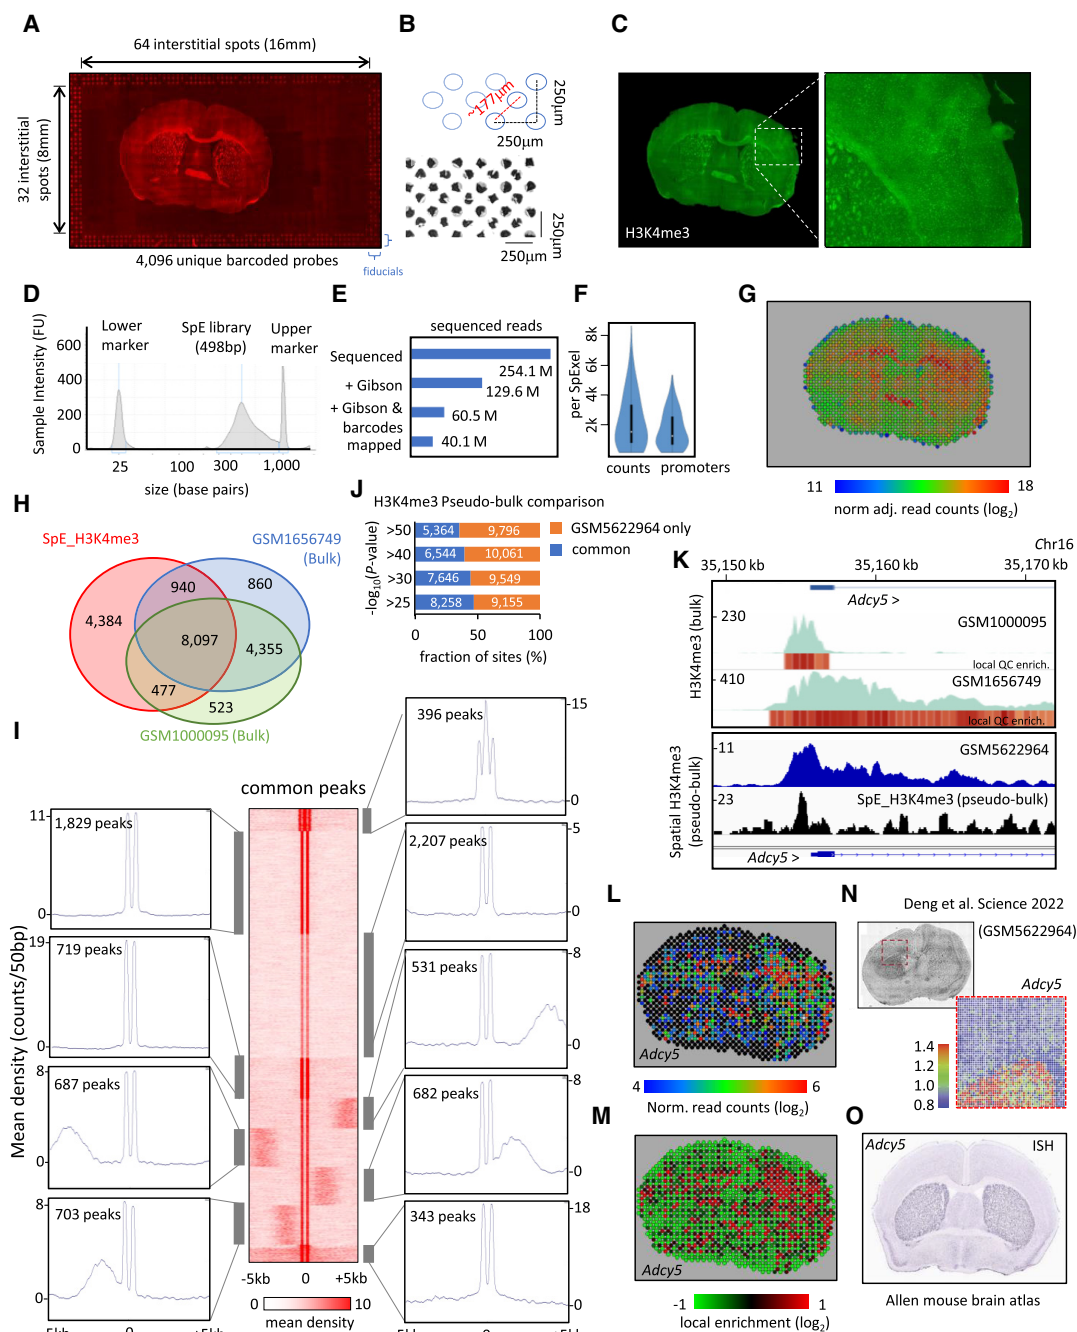 A
64 interstitial spots (16mm)
32 interstitial
spots (8mm)
4,096 unique barcoded probes
fiducials
B
~177µm
250µm
250µm
250µm
250µm
C
H3K4me3
D
Sample Intensity (FU)
600
400
200
0
Lower
marker
SpE library
(498bp)
Upper
marker
25
100
300
1,000
size (base pairs)
E
sequenced reads
Sequenced
254.1 M
+ Gibson
129.6 M
+ Gibson &
barcodes
mapped
60.5 M
40.1 M
F
per SpExel
8k
6k
4k
2k
counts
promoters
G
11
18
norm adj. read counts (log2)
H
SpE_H3K4me3
GSM1656749
(Bulk)
940
860
4,384
8,097
4,355
477
523
GSM1000095 (Bulk)
J
H3K4me3 Pseudo-bulk comparison
-log10(P-value)
>50
5,364
9,796
>40
6,544
10,061
>30
7,646
9,549
>25
8,258
9,155
0
50
100
fraction of sites (%)
GSM5622964 only
common
K
Chr16
35,150 kb
35,160 kb
35,170 kb
Adcy5 >
H3K4me3 (bulk)
230
GSM1000095
local QC enrich.
410
GSM1656749
local QC enrich.
Spatial H3K4me3
(pseudo-bulk)
11
GSM5622964
23
SpE_H3K4me3 (pseudo-bulk)
Adcy5 >
I
Mean density (counts/50bp)
common peaks
11
1,829 peaks
0
19
719 peaks
0
8
687 peaks
0
8
703 peaks
0
-5kb
0
+5kb
396 peaks
15
0
2,207 peaks
5
0
531 peaks
8
0
682 peaks
8
0
343 peaks
18
0
-5kb
0
+5kb
-5kb
0
+5kb
0
10
mean density
L
Adcy5
4
6
Norm. read counts (log2)
M
Adcy5
-1
1
local enrichment (log2)
N
Deng et al. Science 2022
(GSM5622964)
Adcy5
1.4
1.2
1.0
0.8
O
Adcy5
ISH
Allen mouse brain atlas